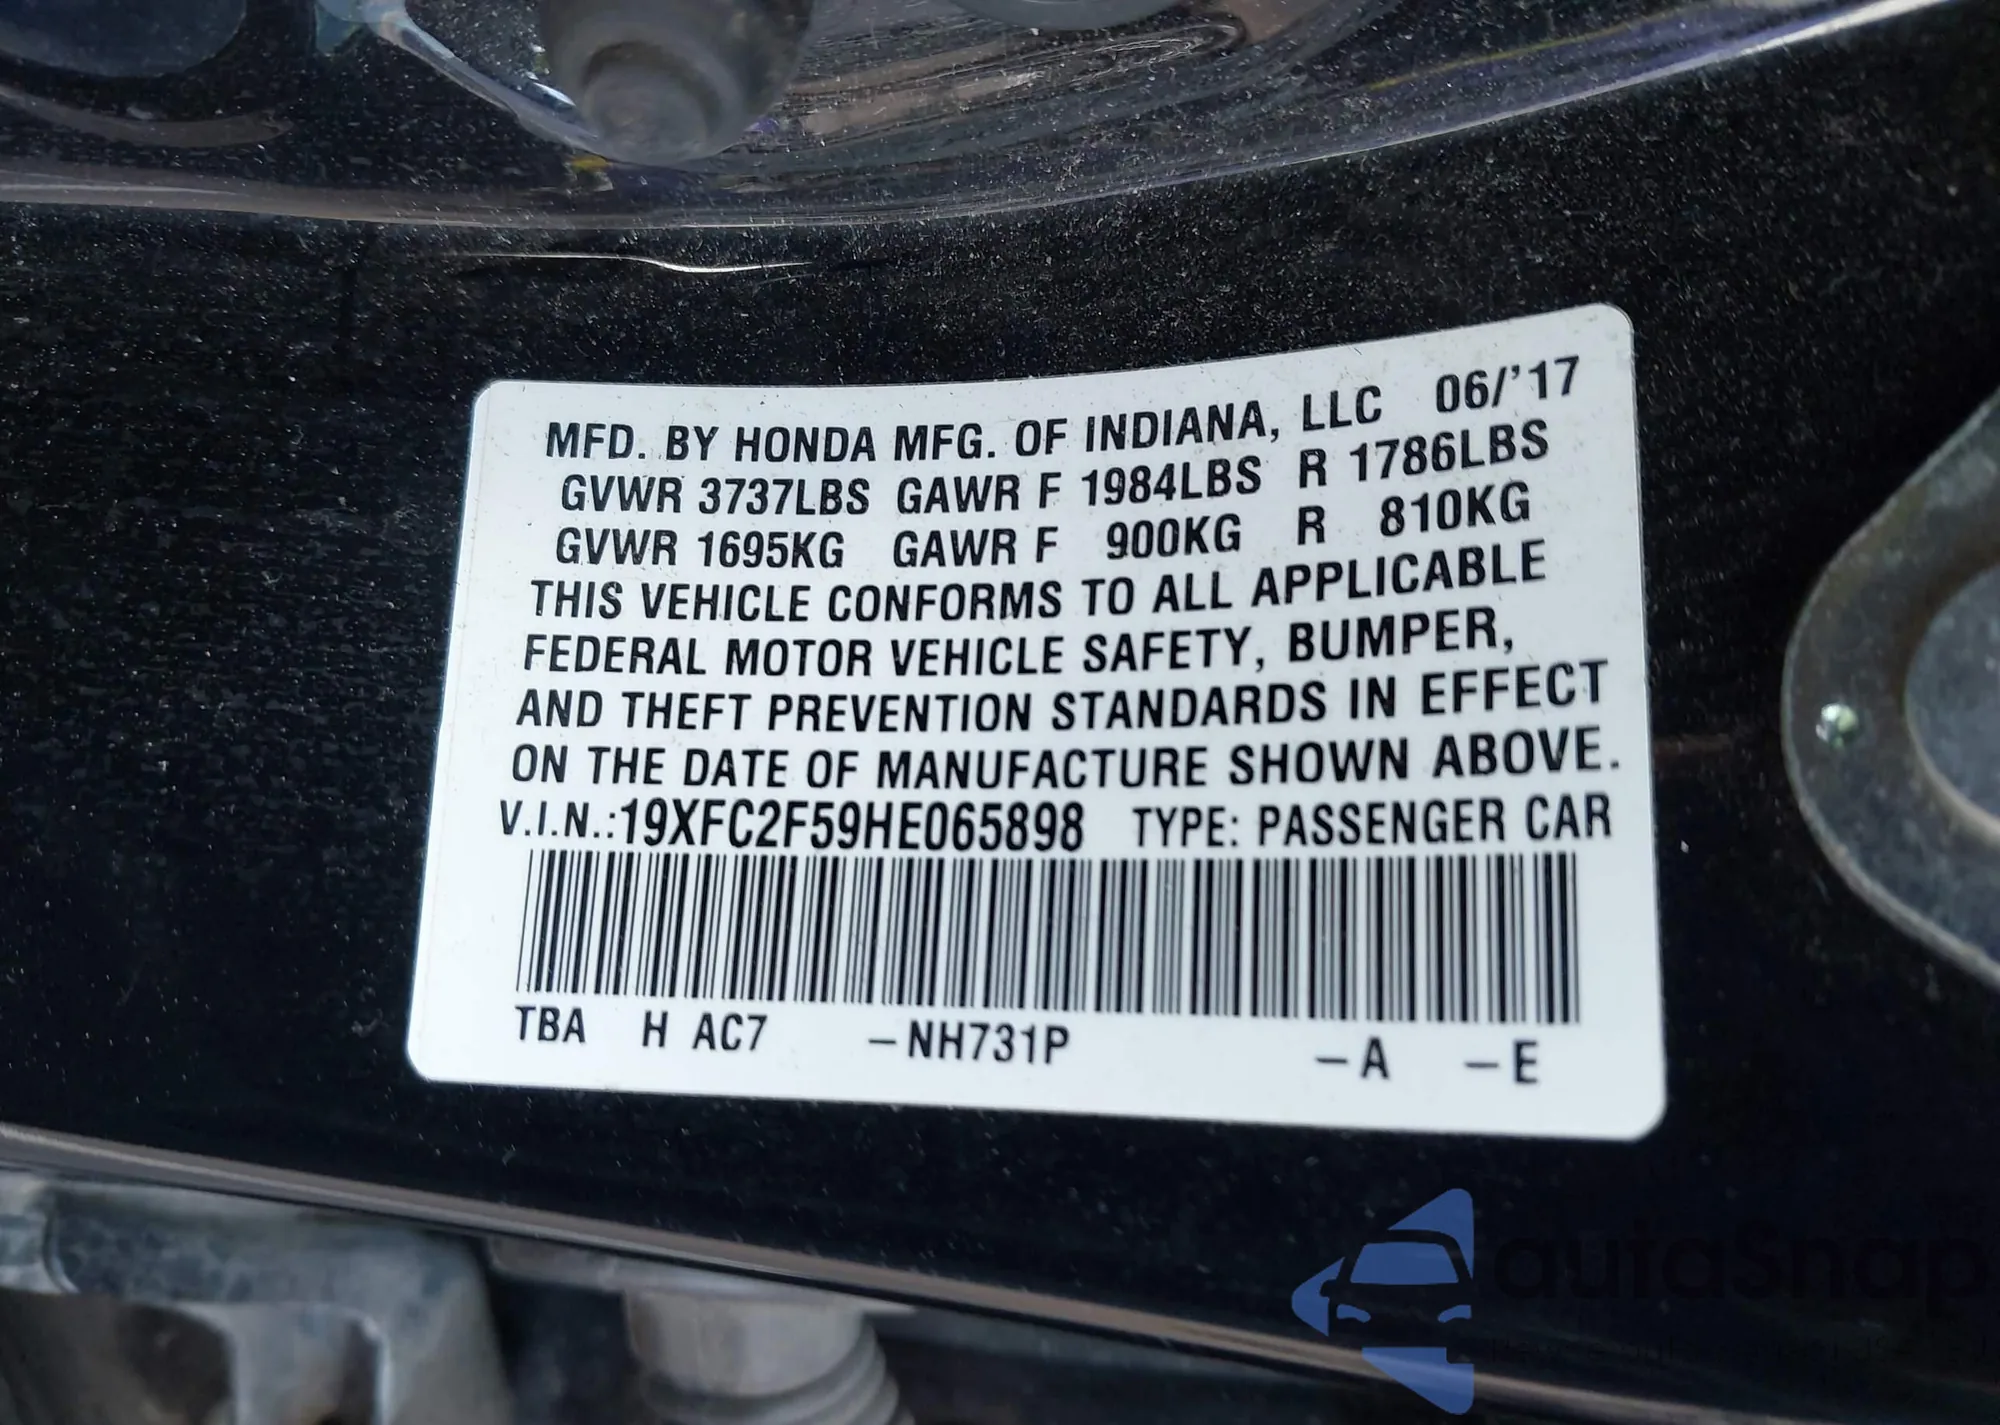 MFD. BY HONDA MFG. OF INDIANA, LLC 06/'17
GVWR 3737LBS GAWR F 1984LBS R 1786LBS
GVWR 1695KG GAWR F 900KG R 810KG
THIS VEHICLE CONFORMS TO ALL APPLICABLE
FEDERAL MOTOR VEHICLE SAFETY, BUMPER,
AND THEFT PREVENTION STANDARDS IN EFFECT
ON THE DATE OF MANUFACTURE SHOWN ABOVE.
V.I.N.:19XFC2F59HE065898 TYPE: PASSENGER CAR
TBA H AC7 –NH731P –A –E
autosnap